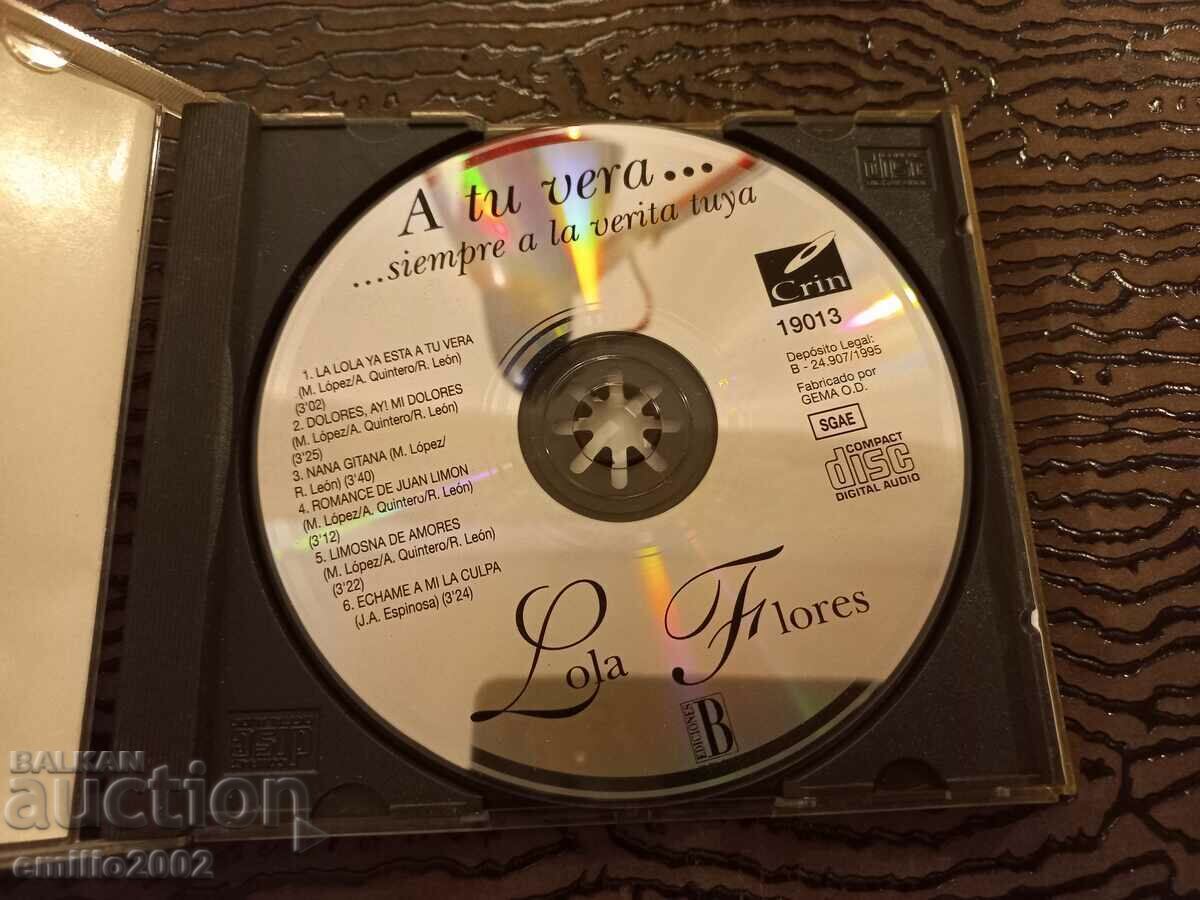 A tu vera...
...siempre a la verita tuya
Crin
19013
Depósito Legal:
B - 24.907/1995
Fabricado por
GEMA O.D.
SGAE
COMPACT
disc
DIGITAL AUDIO
1. LA LOLA YA ESTA A TU VERA
(M. López/A. Quintero/R. León)
(3'02)
2. DOLORES, AY! MI DOLORES
(M. López/A. Quintero/R. León)
(3'25)
3. NANA GITANA (M. López/
R. León) (3'40)
4. ROMANCE DE JUAN LIMON
(M. López/A. Quintero/R. León)
(3'12)
5. LIMOSNA DE AMORES
(M. López/A. Quintero/R. León)
(3'22)
6. ECHAME A MI LA CULPA
(J.A. Espinosa) (3'24)
Lola Flores
EDICIONES
B
disc
BALKAN
auction
emilio2002